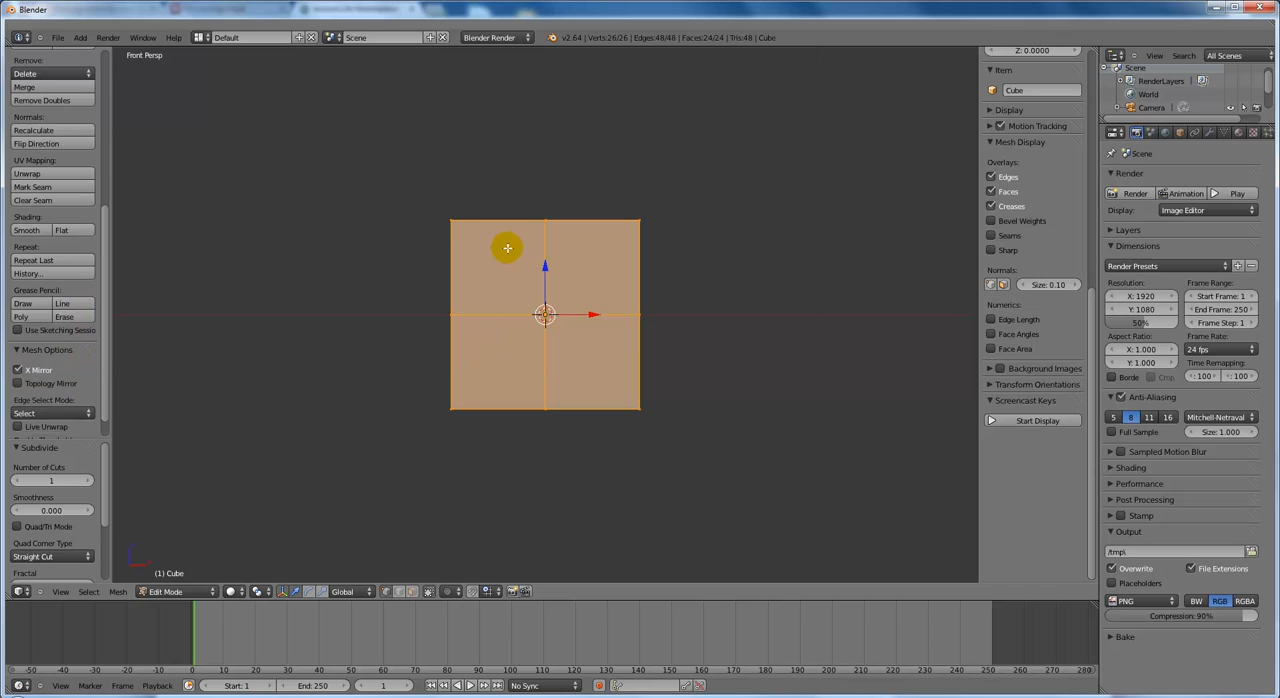 Blender
File Add Render Window Help Default Scene Blender Render v2.64 | Verts:26/26 | Edges:48/48 | Faces:24/24 | Tris:48 | Cube
Front Persp
Remove:
Delete
Merge
Remove Doubles
Normals:
Recalculate
Flip Direction
UV Mapping:
Unwrap
Mark Seam
Clear Seam
Shading:
Smooth Flat
Repeat:
Repeat Last
History...
Grease Pencil:
Draw Line
Poly Erase
Use Sketching Sessio
Mesh Options
X Mirror
Topology Mirror
Edge Select Mode:
Select
Live Unwrap
Subdivide
Number of Cuts
1
Smoothness
0.000
Quad/Tri Mode
Quad Corner Type
Straight Cut
Fractal
(1) Cube
View Select Mesh Edit Mode Global
Z: 0.0000
Item
Cube
Display
Motion Tracking
Mesh Display
Overlays:
Edges
Faces
Creases
Bevel Weights
Seams
Sharp
Normals:
Size: 0.10
Numerics:
Edge Length
Face Angles
Face Area
Background Images
Transform Orientations
Screencast Keys
Start Display
View Search All Scenes
Scene
RenderLayers
World
Camera
Scene
Render
Render Animation Play
Display: Image Editor
Layers
Dimensions
Render Presets
Resolution: Frame Range:
X: 1920 Start Frame: 1
Y: 1080 End Frame: 250
50% Frame Step: 1
Aspect Ratio: Frame Rate:
X: 1.000 24 fps
Y: 1.000 Time Remapping:
Borde Crop : 100 : 100
Anti-Aliasing
5 8 11 16 Mitchell-Netraval
Full Sample Size: 1.000
Sampled Motion Blur
Shading
Performance
Post Processing
Stamp
Output
/tmp\
Overwrite File Extensions
Placeholders
PNG BW RGB RGBA
Compression: 90%
Bake
-50 -40 -30 -20 -10 0 10 20 30 40 50 60 70 80 90 100 110 120 130 140 150 160 170 180 190 200 210 220 230 240 250 260 270 280
View Marker Frame Playback Start: 1 End: 250 1 No Sync